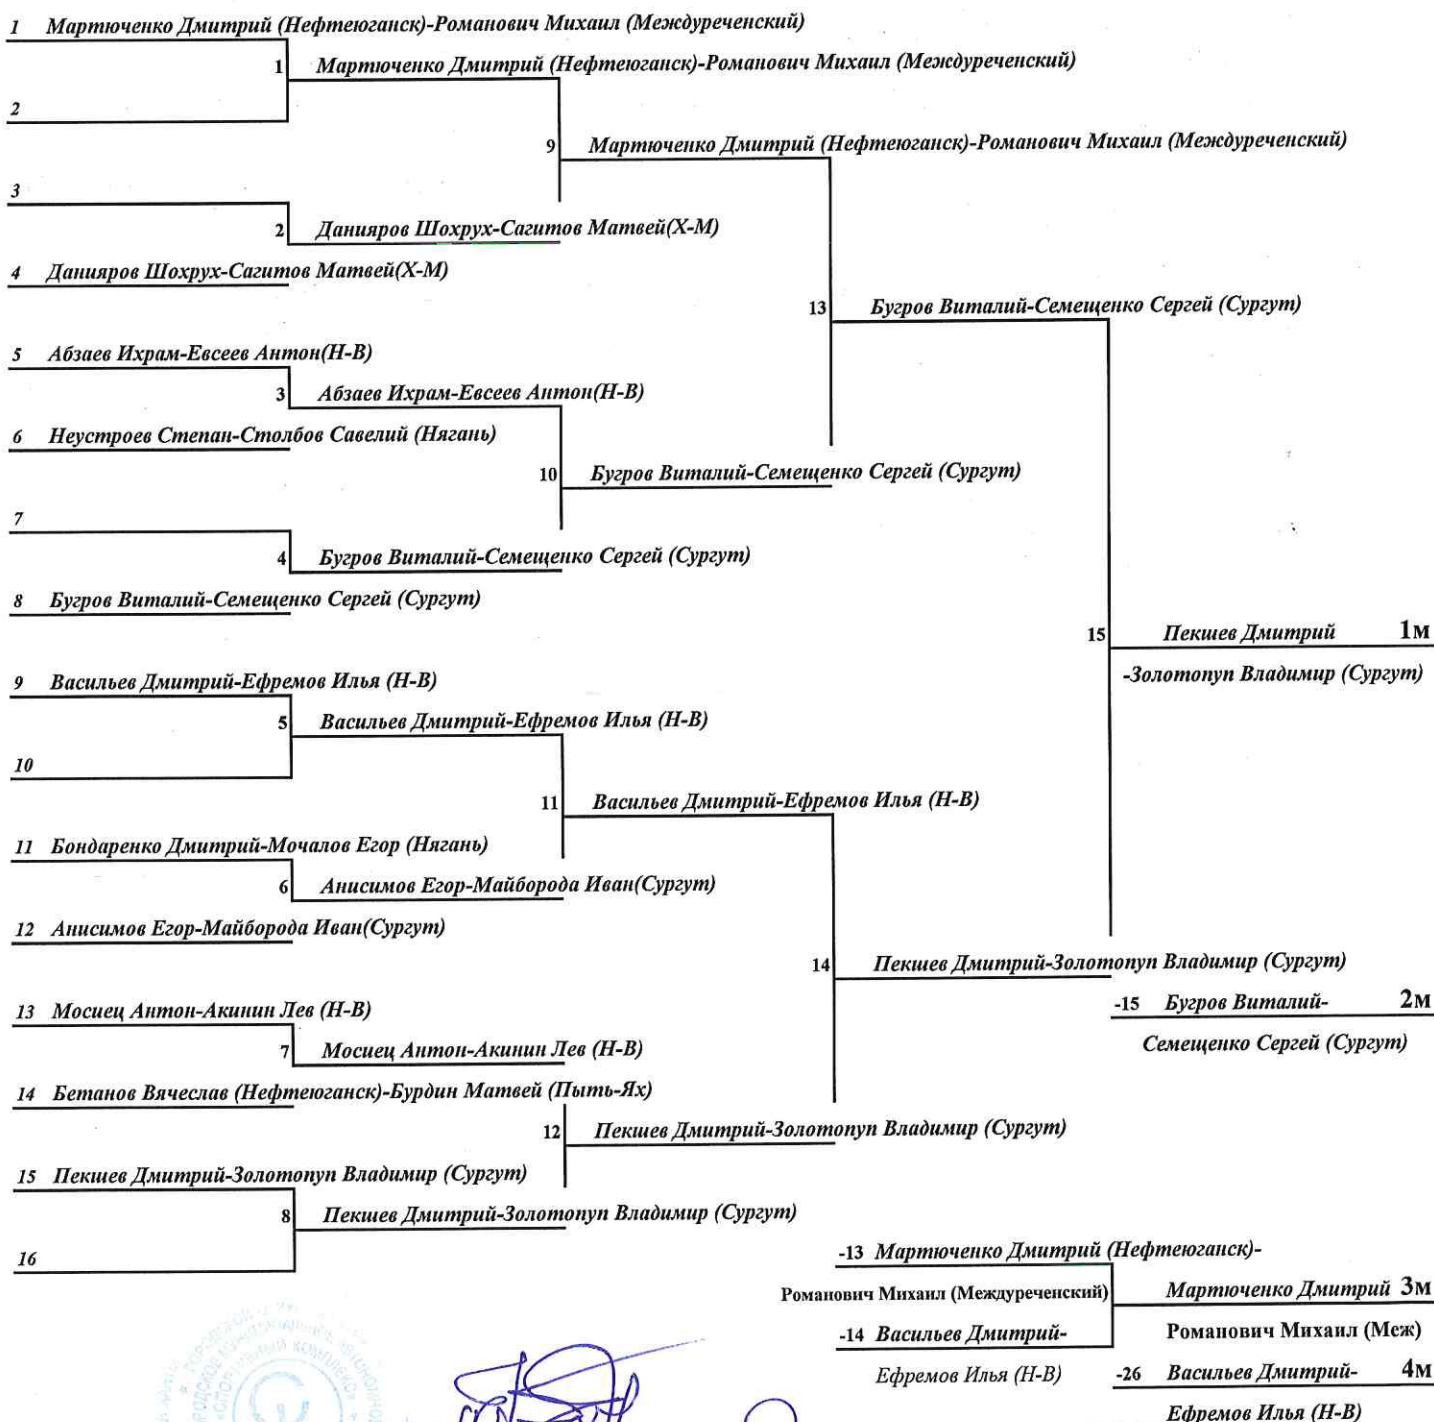 1 Мартюченко Дмитрий (Нефтеюганск)-Романович Михаил (Междуреченский)
1 Мартюченко Дмитрий (Нефтеюганск)-Романович Михаил (Междуреченский)
2
9 Мартюченко Дмитрий (Нефтеюганск)-Романович Михаил (Междуреченский)
3
2 Данияров Шохрух-Сагитов Матвей(Х-М)
4 Данияров Шохрух-Сагитов Матвей(Х-М)
13 Бугров Виталий-Семещенко Сергей (Сургут)
5 Абзаев Ихрам-Евсеев Антон(Н-В)
3 Абзаев Ихрам-Евсеев Антон(Н-В)
6 Неустроев Степан-Столбов Савелий (Нягань)
10 Бугров Виталий-Семещенко Сергей (Сургут)
7
4 Бугров Виталий-Семещенко Сергей (Сургут)
8 Бугров Виталий-Семещенко Сергей (Сургут)
15 Пекшев Дмитрий 1м
-Золотопуп Владимир (Сургут)
9 Васильев Дмитрий-Ефремов Илья (Н-В)
5 Васильев Дмитрий-Ефремов Илья (Н-В)
10
11 Васильев Дмитрий-Ефремов Илья (Н-В)
11 Бондаренко Дмитрий-Мочалов Егор (Нягань)
6 Анисимов Егор-Майборода Иван(Сургут)
12 Анисимов Егор-Майборода Иван(Сургут)
14 Пекшев Дмитрий-Золотопуп Владимир (Сургут)
-15 Бугров Виталий- 2м
Семещенко Сергей (Сургут)
13 Мосиец Антон-Акинин Лев (Н-В)
7 Мосиец Антон-Акинин Лев (Н-В)
14 Бетанов Вячеслав (Нефтеюганск)-Бурдин Матвей (Пыть-Ях)
12 Пекшев Дмитрий-Золотопуп Владимир (Сургут)
15 Пекшев Дмитрий-Золотопуп Владимир (Сургут)
8 Пекшев Дмитрий-Золотопуп Владимир (Сургут)
16
-13 Мартюченко Дмитрий (Нефтеюганск)-
Романович Михаил (Междуреченский)
Мартюченко Дмитрий 3м
-14 Васильев Дмитрий-
Романович Михаил (Меж)
Ефремов Илья (Н-В)
-26 Васильев Дмитрий- 4м
Ефремов Илья (Н-В)